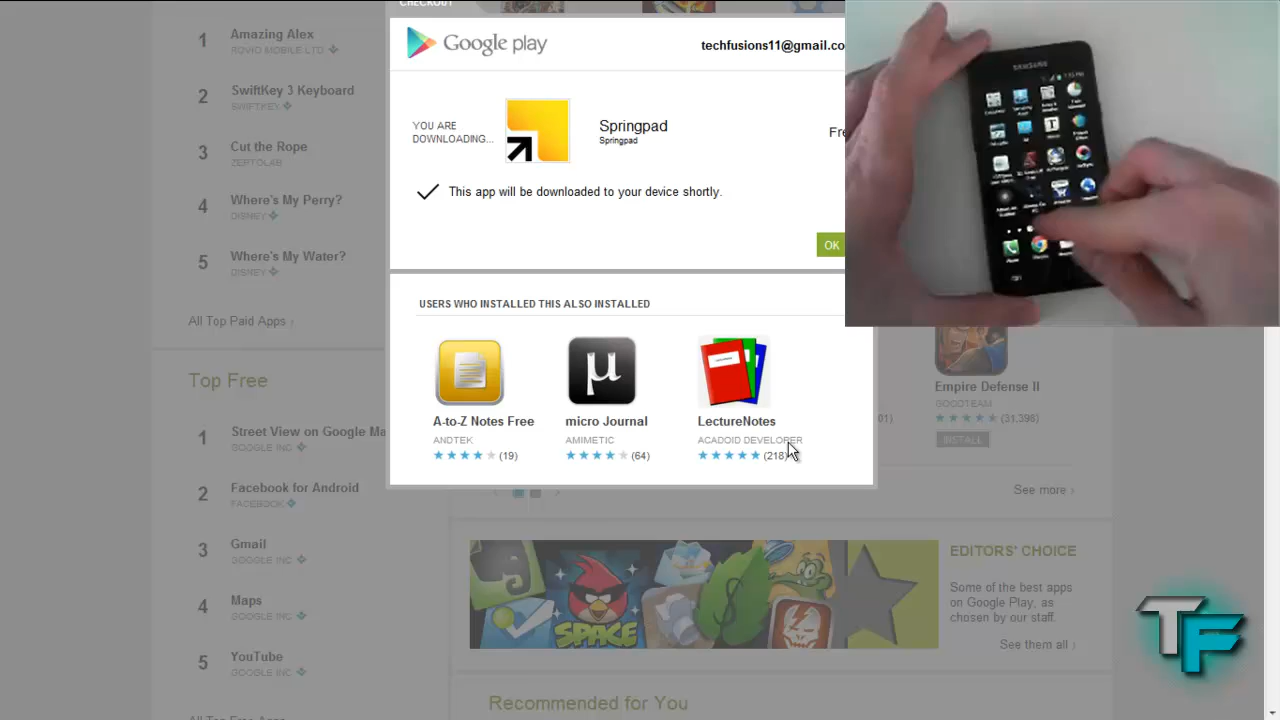 CHECKOUT
Google play
techfusions11@gmail.co
YOU ARE
DOWNLOADING...
Springpad
Springpad
Fre
This app will be downloaded to your device shortly.
OK
USERS WHO INSTALLED THIS ALSO INSTALLED
A-to-Z Notes Free
ANDTEK
(19)
micro Journal
AMIMETIC
(64)
LectureNotes
ACADOID DEVELOPER
(218)
1
Amazing Alex
ROVIO MOBILE LTD
2
SwiftKey 3 Keyboard
SWIFTKEY
3
Cut the Rope
ZEPTOLAB
4
Where's My Perry?
DISNEY
5
Where's My Water?
DISNEY
All Top Paid Apps ›
Top Free
1
Street View on Google Ma
GOOGLE INC
2
Facebook for Android
FACEBOOK
3
Gmail
GOOGLE INC
4
Maps
GOOGLE INC
5
YouTube
GOOGLE INC
All Top Free Apps
SAMSUNG
Empire Defense II
GOODTEAM
01)
(31,398)
INSTALL
See more ›
SPACE
EDITORS' CHOICE
Some of the best apps
on Google Play, as
chosen by our staff.
See them all ›
Recommended for You
TF